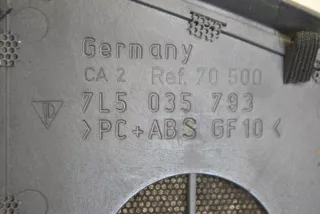 Germany
CA 2 Ref. 70 500
7L5 035 793
>PC+ABS GF10<